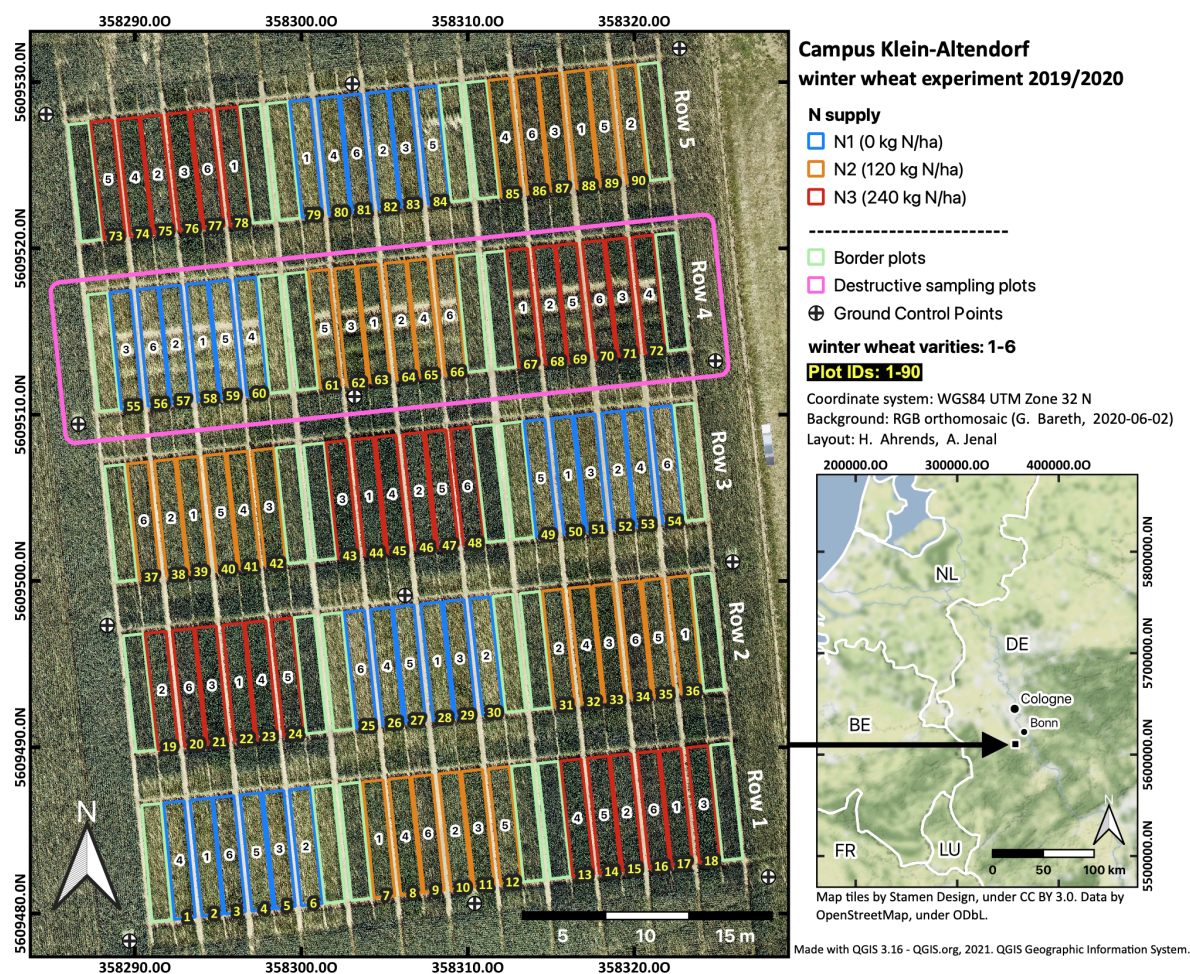 358290.00 358300.00 358310.00 358320.00
5609530.0N
5609520.0N
5609510.0N
5609500.0N
5609490.0N
5609480.0N
Row 5
5 4 2 3 6 1
1 4 6 2 3 5
4 6 3 1 5 2
73 74 75 76 77 78
79 80 81 82 83 84
85 86 87 88 89 90
Row 4
3 6 2 1 5 4
5 3 1 2 4 6
1 2 5 6 3 4
55 56 57 58 59 60
61 62 63 64 65 66
67 68 69 70 71 72
Row 3
6 2 1 5 4 3
3 1 4 2 5 6
5 1 3 2 4 6
37 38 39 40 41 42
43 44 45 46 47 48
49 50 51 52 53 54
Row 2
2 6 3 1 4 5
6 4 5 1 3 2
2 4 3 6 5 1
19 20 21 22 23 24
25 26 27 28 29 30
31 32 33 34 35 36
Row 1
4 1 6 5 3 2
1 4 6 2 3 5
4 5 2 6 1 3
1 2 3 4 5 6
7 8 9 10 11 12
13 14 15 16 17 18
N
5 10 15 m
358290.00 358300.00 358310.00 358320.00
Campus Klein-Altendorf
winter wheat experiment 2019/2020
N supply
N1 (0 kg N/ha)
N2 (120 kg N/ha)
N3 (240 kg N/ha)
Border plots
Destructive sampling plots
Ground Control Points
winter wheat varities: 1-6
Plot IDs: 1-90
Coordinate system: WGS84 UTM Zone 32 N
Background: RGB orthomosaic (G. Bareth, 2020-06-02)
Layout: H. Ahrends, A. Jenal
200000.00 300000.00 400000.00
5800000.0N
5700000.0N
5600000.0N
5500000.0N
NL
DE
Cologne
Bonn
BE
FR
LU
N
0 50 100 km
Map tiles by Stamen Design, under CC BY 3.0. Data by
OpenStreetMap, under ODbL.
Made with QGIS 3.16 - QGIS.org, 2021. QGIS Geographic Information System.